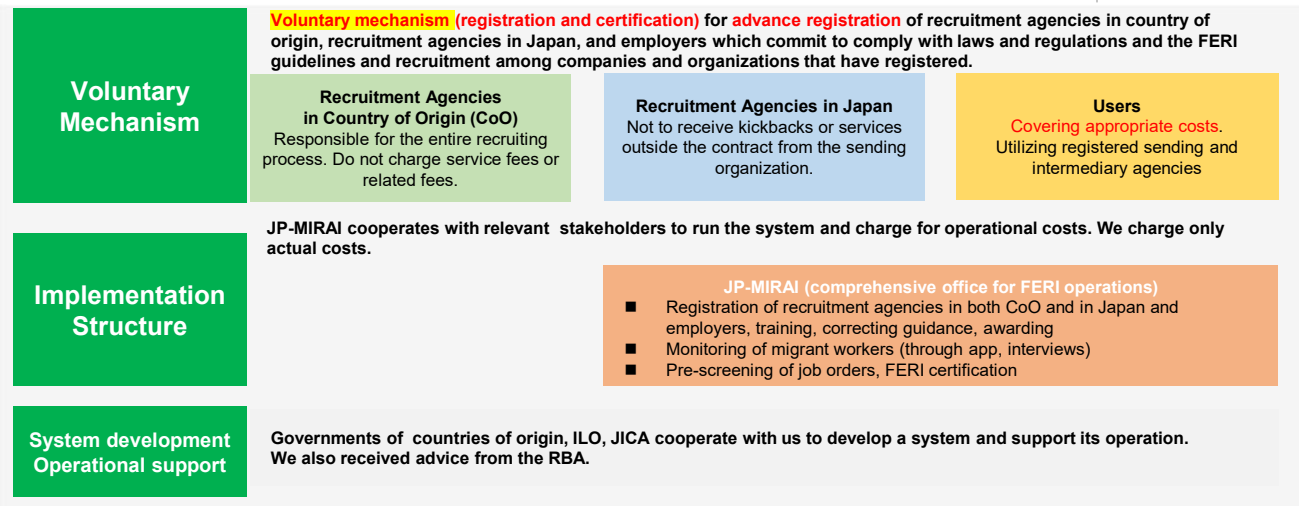 Voluntary
Mechanism
Voluntary mechanism (registration and certification) for advance registration of recruitment agencies in country of
origin, recruitment agencies in Japan, and employers which commit to comply with laws and regulations and the FERI
guidelines and recruitment among companies and organizations that have registered.
Recruitment Agencies
in Country of Origin (CoO)
Responsible for the entire recruiting
process. Do not charge service fees or
related fees.
Recruitment Agencies in Japan
Not to receive kickbacks or services
outside the contract from the sending
organization.
Users
Covering appropriate costs.
Utilizing registered sending and
intermediary agencies
Implementation
Structure
JP-MIRAI cooperates with relevant stakeholders to run the system and charge for operational costs. We charge only
actual costs.
JP-MIRAI (comprehensive office for FERI operations)
■ Registration of recruitment agencies in both CoO and in Japan and
employers, training, correcting guidance, awarding
■ Monitoring of migrant workers (through app, interviews)
■ Pre-screening of job orders, FERI certification
System development
Operational support
Governments of countries of origin, ILO, JICA cooperate with us to develop a system and support its operation.
We also received advice from the RBA.